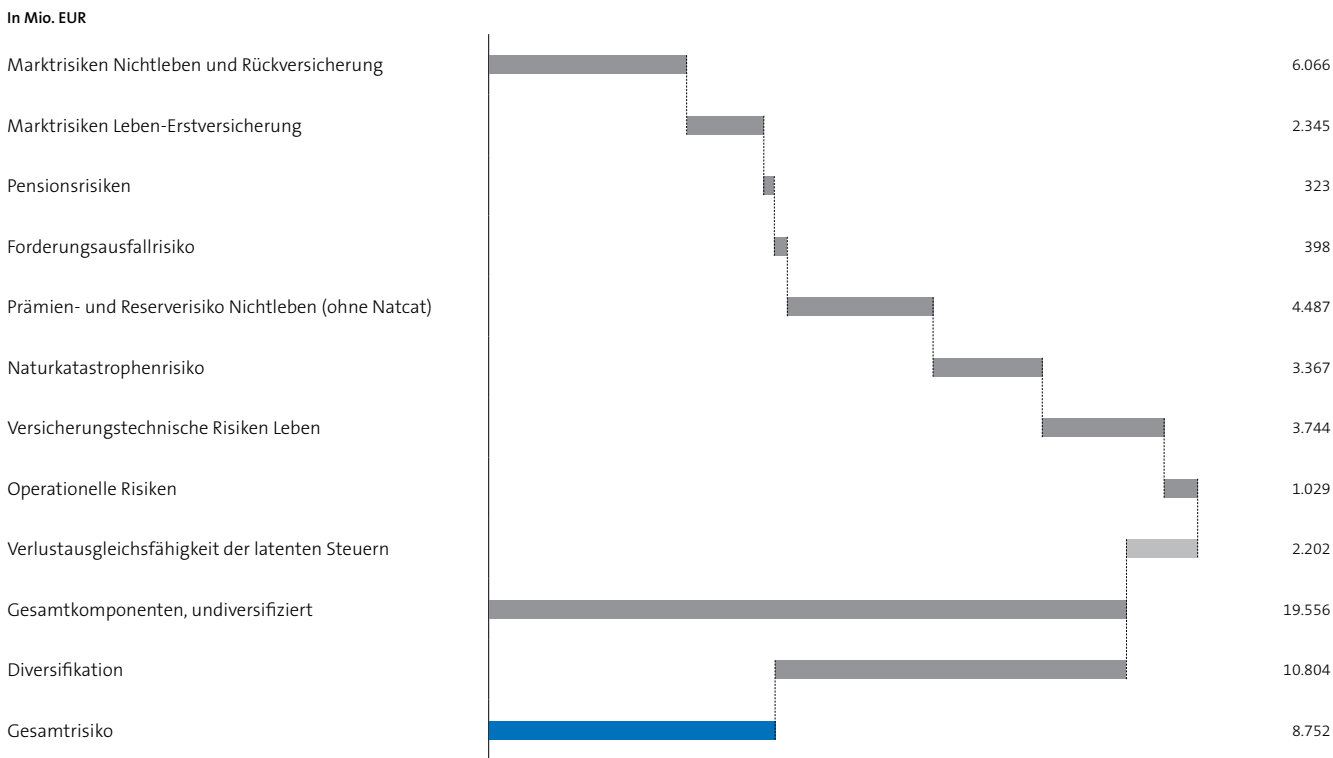 In Mio. EUR
Marktrisiken Nichtleben und Rückversicherung 6.066
Marktrisiken Leben-Erstversicherung 2.345
Pensionsrisiken 323
Forderungsausfallrisiko 398
Prämien- und Reserverisiko Nichtleben (ohne Natcat) 4.487
Naturkatastrophenrisiko 3.367
Versicherungstechnische Risiken Leben 3.744
Operationelle Risiken 1.029
Verlustausgleichsfähigkeit der latenten Steuern 2.202
Gesamtkomponenten, undiversifiziert 19.556
Diversifikation 10.804
Gesamtrisiko 8.752